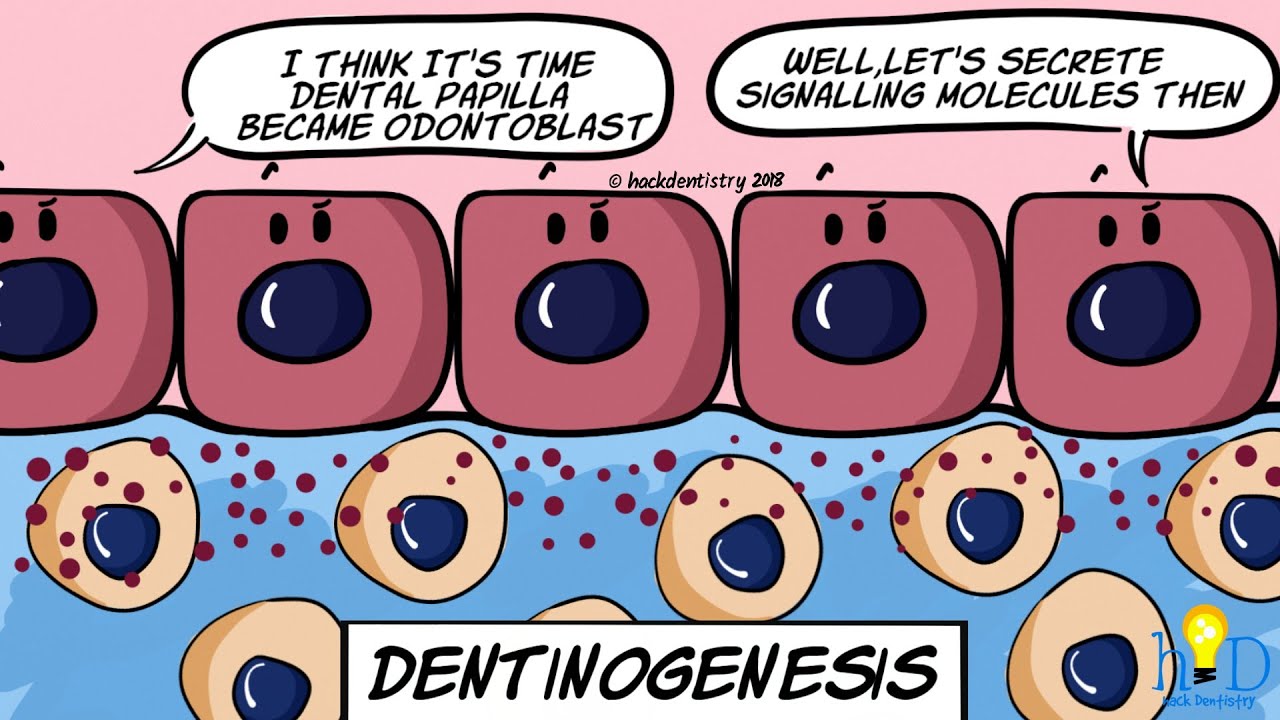 I THINK IT'S TIME
DENTAL PAPILLA
BECAME ODONTOBLAST
WELL,LET'S SECRETE
SIGNALLING MOLECULES THEN
© hackdentistry 2018
DENTINOGENESIS
hD
hack Dentistry